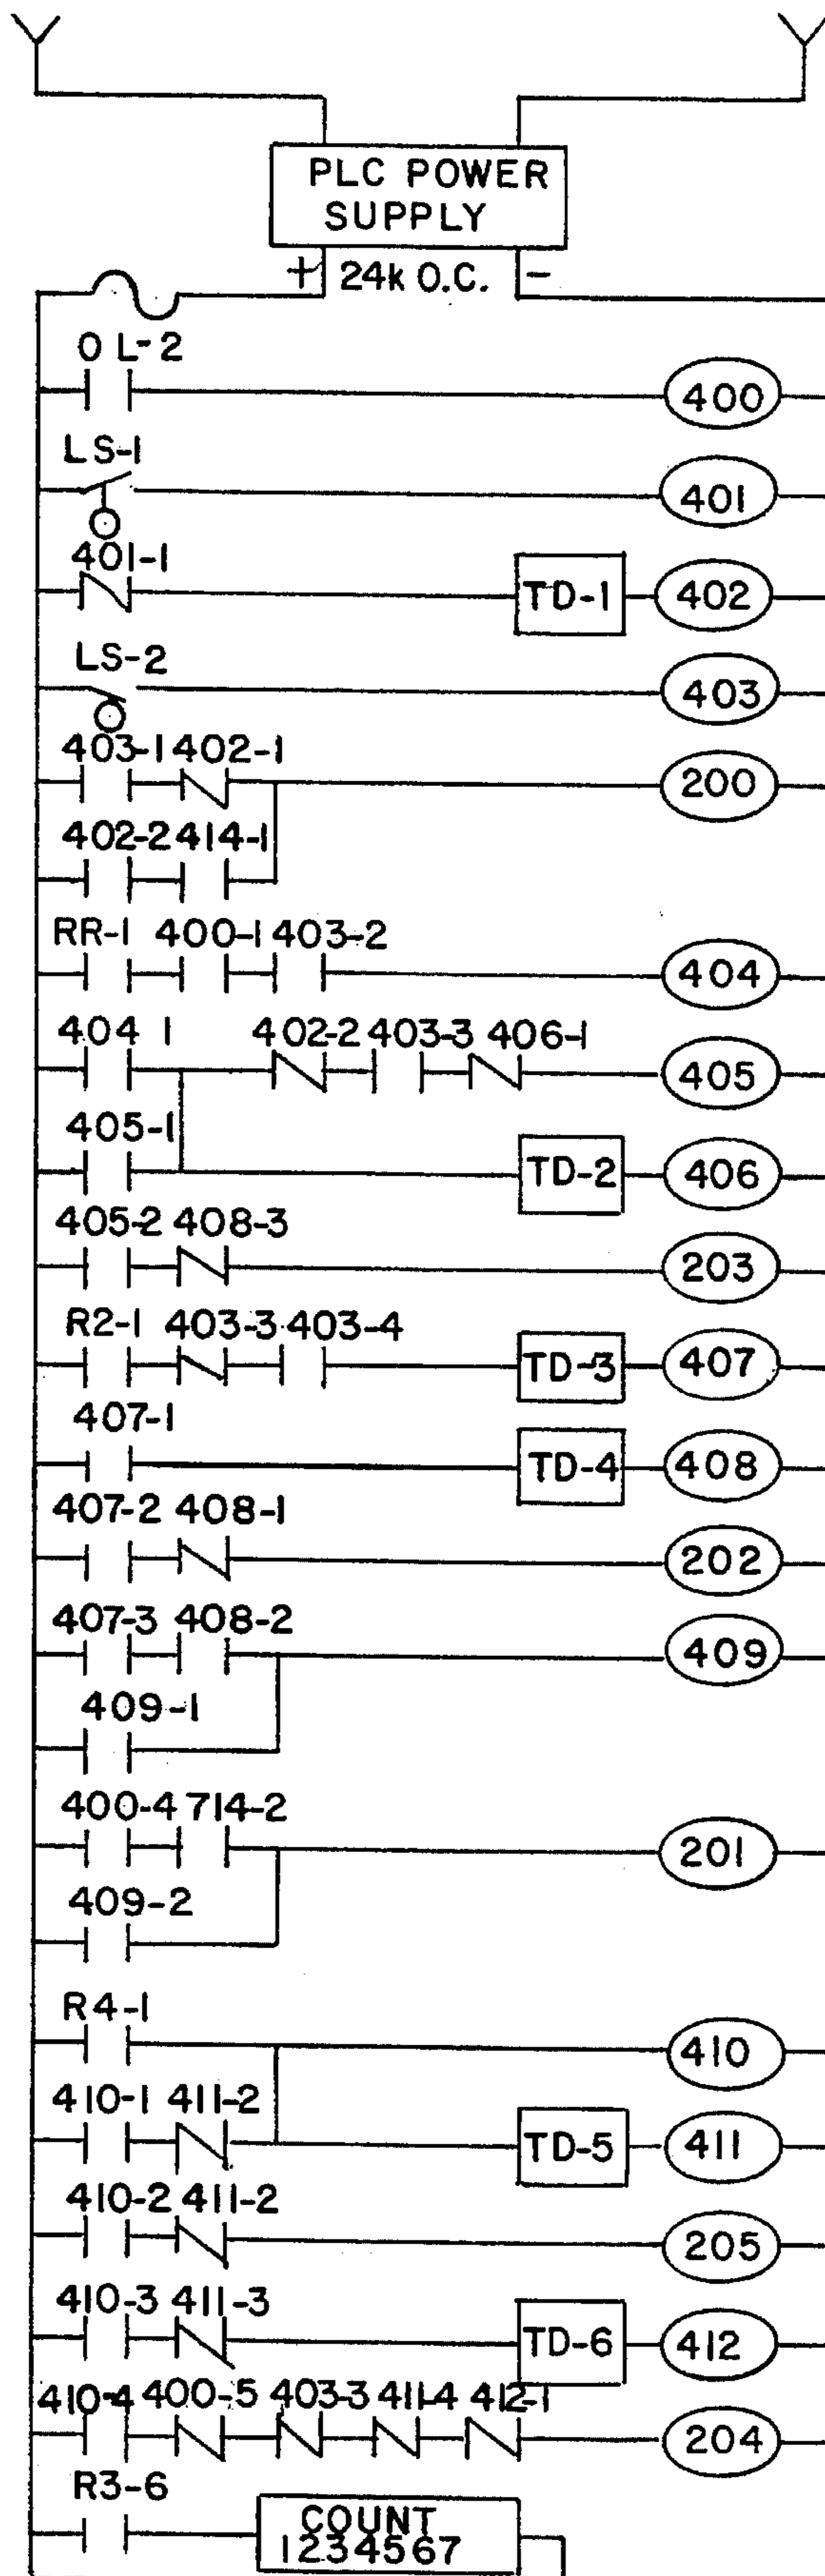 PLC POWER
SUPPLY
+ 24k O.C. -
O L-2
400
LS-1
401
401-1
TD-1 402
LS-2
403
403-1 402-1
200
402-2 414-1
RR-1 400-1 403-2
404
404 1 402-2 403-3 406-1
405
405-1
TD-2 406
405-2 408-3
203
R2-1 403-3 403-4
TD-3 407
407-1
TD-4 408
407-2 408-1
202
407-3 408-2
409
409-1
400-4 714-2
201
409-2
R4-1
410
410-1 411-2
TD-5 411
410-2 411-2
205
410-3 411-3
TD-6 412
410-4 400-5 403-3 411-4 412-1
204
R3-6
COUNT
1234567